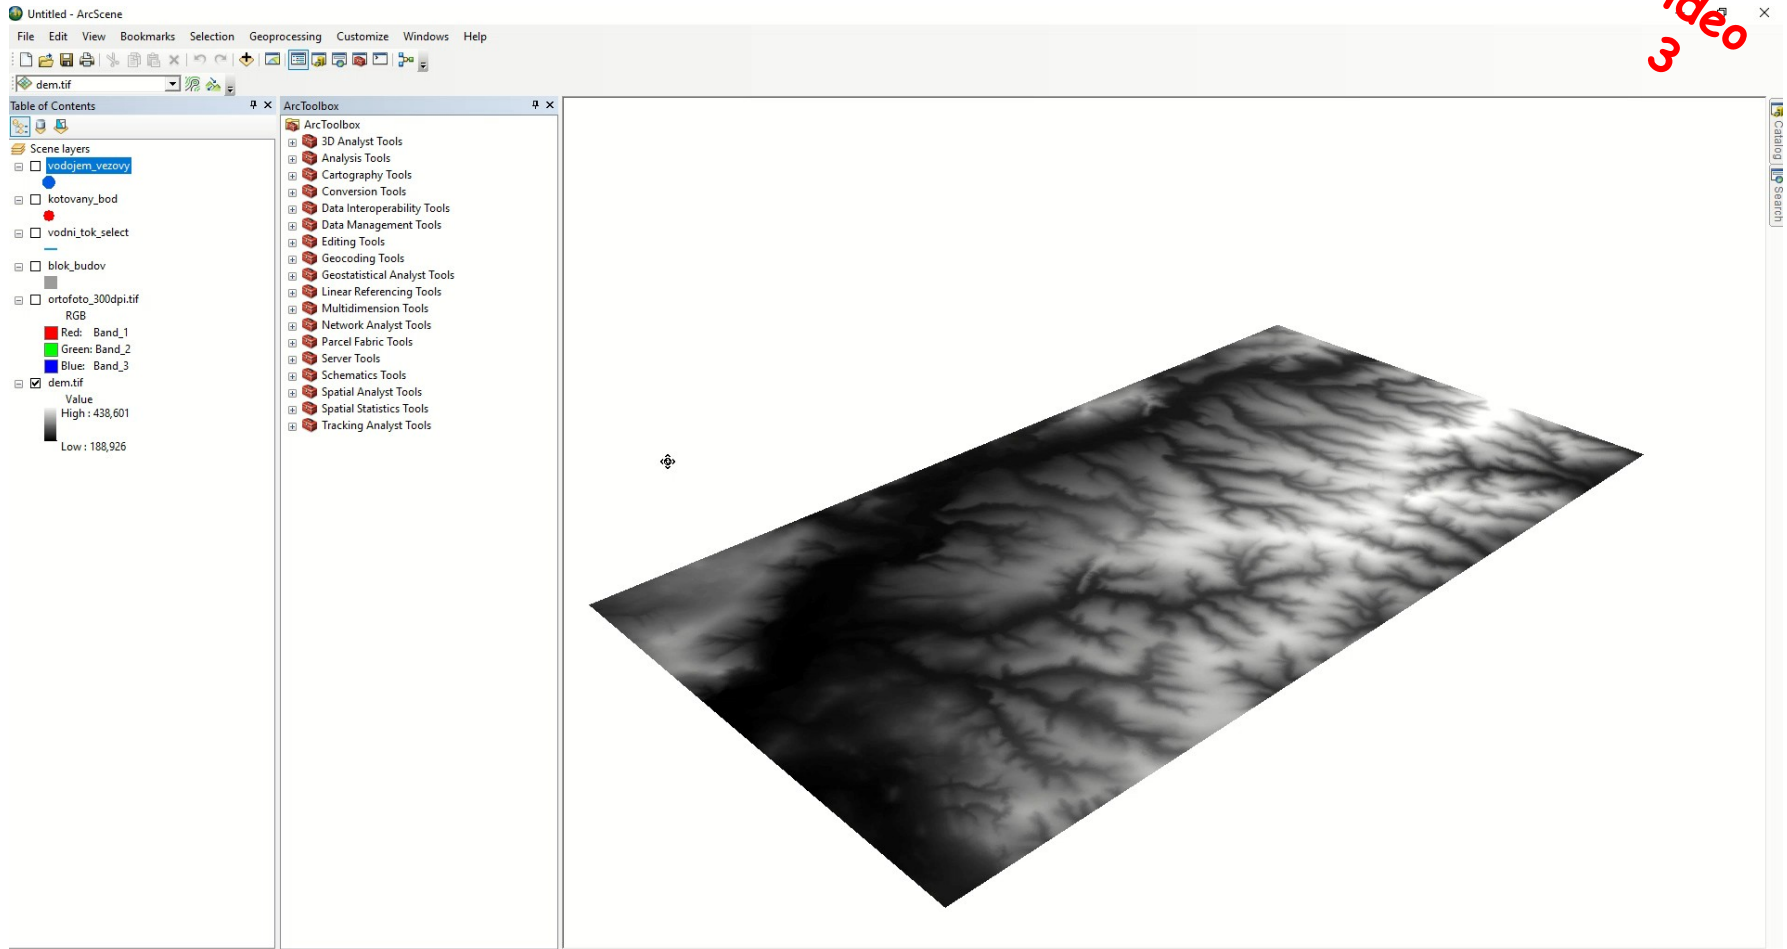 Untitled - ArcScene
File Edit View Bookmarks Selection Geoprocessing Customize Windows Help
3
dem.tif
Table of Contents
Scene layers
vodojem_vezovy
kotovany_bod
vodni_tok_select
blok_budov
ortofoto_300dpi.tif
RGB
Red: Band_1
Green: Band_2
Blue: Band_3
dem.tif
Value
High : 438,601
Low : 188,926
ArcToolbox
ArcToolbox
3D Analyst Tools
Analysis Tools
Cartography Tools
Conversion Tools
Data Interoperability Tools
Data Management Tools
Editing Tools
Geocoding Tools
Geostatistical Analyst Tools
Linear Referencing Tools
Multidimension Tools
Network Analyst Tools
Parcel Fabric Tools
Server Tools
Schematics Tools
Spatial Analyst Tools
Spatial Statistics Tools
Tracking Analyst Tools
Catalog
Search